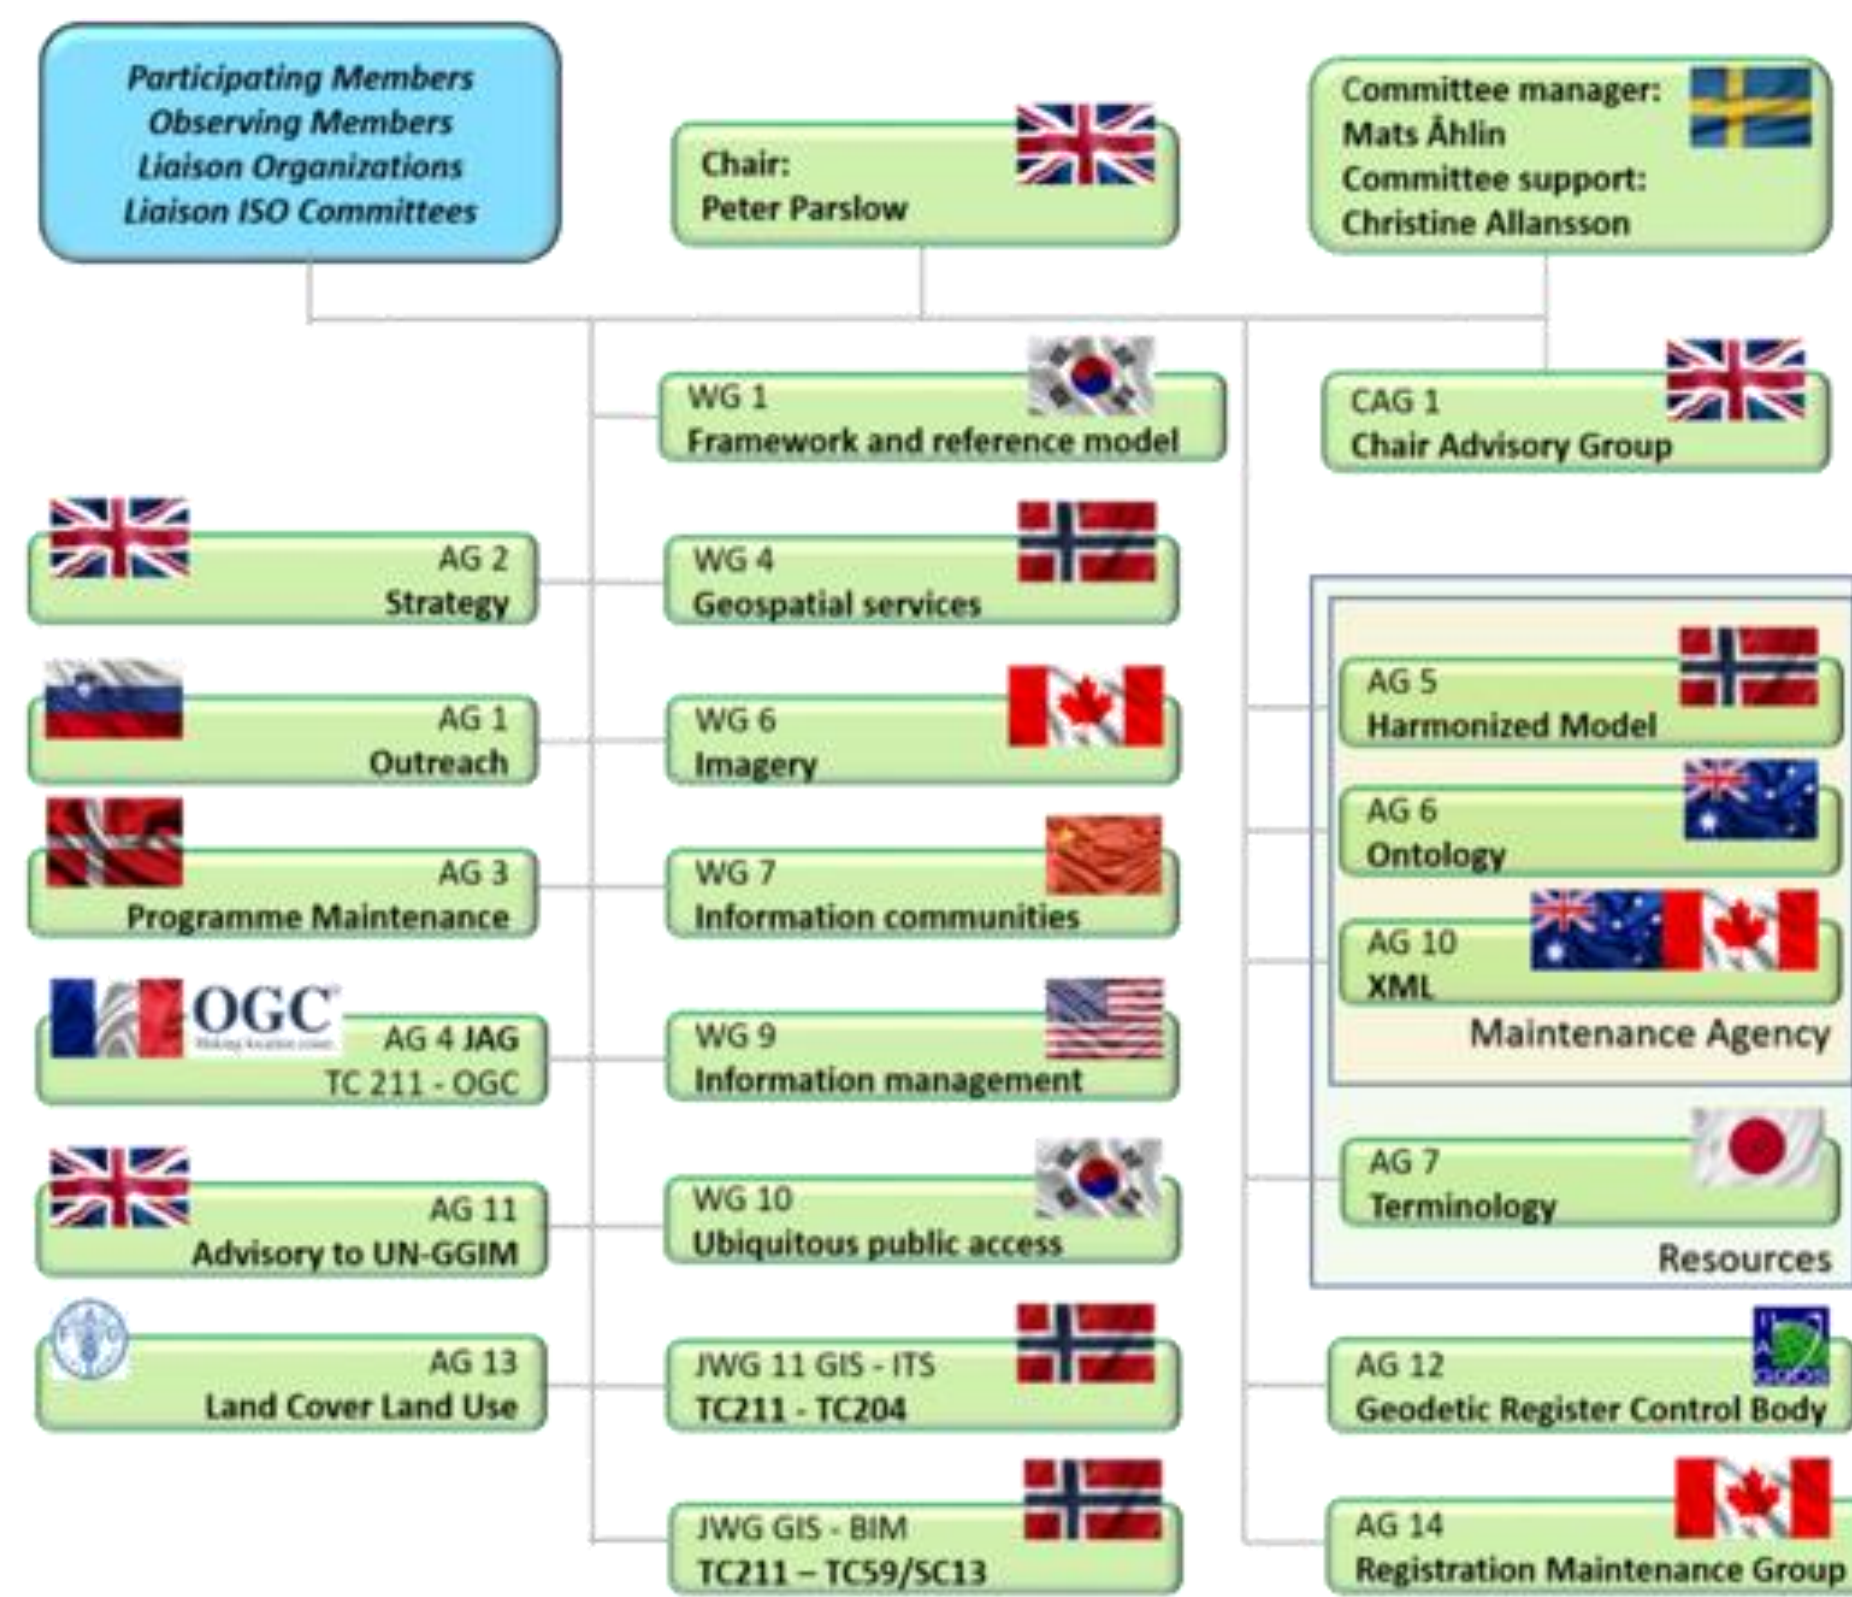 Participating Members
Observing Members
Liaison Organizations
Liaison ISO Committees
Chair:
Peter Parslow
Committee manager:
Mats Åhlin
Committee support:
Christine Allansson
CAG 1
Chair Advisory Group
AG 2
Strategy
AG 1
Outreach
AG 3
Programme Maintenance
OGC
AG 4 JAG
TC 211 - OGC
AG 11
Advisory to UN-GGIM
AG 13
Land Cover Land Use
WG 1
Framework and reference model
WG 4
Geospatial services
WG 6
Imagery
WG 7
Information communities
WG 9
Information management
WG 10
Ubiquitous public access
JWG 11 GIS - ITS
TC211 - TC204
JWG GIS - BIM
TC211 – TC59/SC13
AG 5
Harmonized Model
AG 6
Ontology
AG 10
XML
Maintenance Agency
AG 7
Terminology
Resources
AG 12
Geodetic Register Control Body
AG 14
Registration Maintenance Group